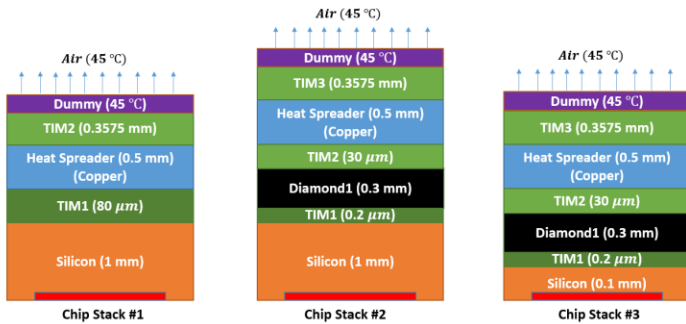 Air (45 ℃)
Dummy (45 ℃)
TIM2 (0.3575 mm)
Heat Spreader (0.5 mm)
(Copper)
TIM1 (80 μm)
Silicon (1 mm)
Chip Stack #1
Air (45 ℃)
Dummy (45 ℃)
TIM3 (0.3575 mm)
Heat Spreader (0.5 mm)
(Copper)
TIM2 (30 μm)
Diamond1 (0.3 mm)
TIM1 (0.2 μm)
Silicon (1 mm)
Chip Stack #2
Air (45 ℃)
Dummy (45 ℃)
TIM3 (0.3575 mm)
Heat Spreader (0.5 mm)
(Copper)
TIM2 (30 μm)
Diamond1 (0.3 mm)
TIM1 (0.2 μm)
Silicon (0.1 mm)
Chip Stack #3